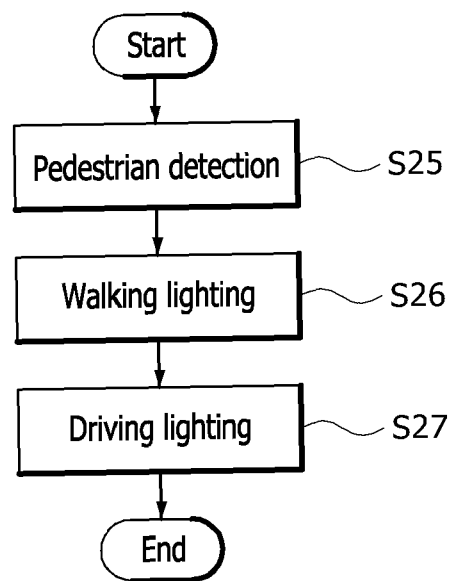 Start
Pedestrian detection
S25
Walking lighting
S26
Driving lighting
S27
End